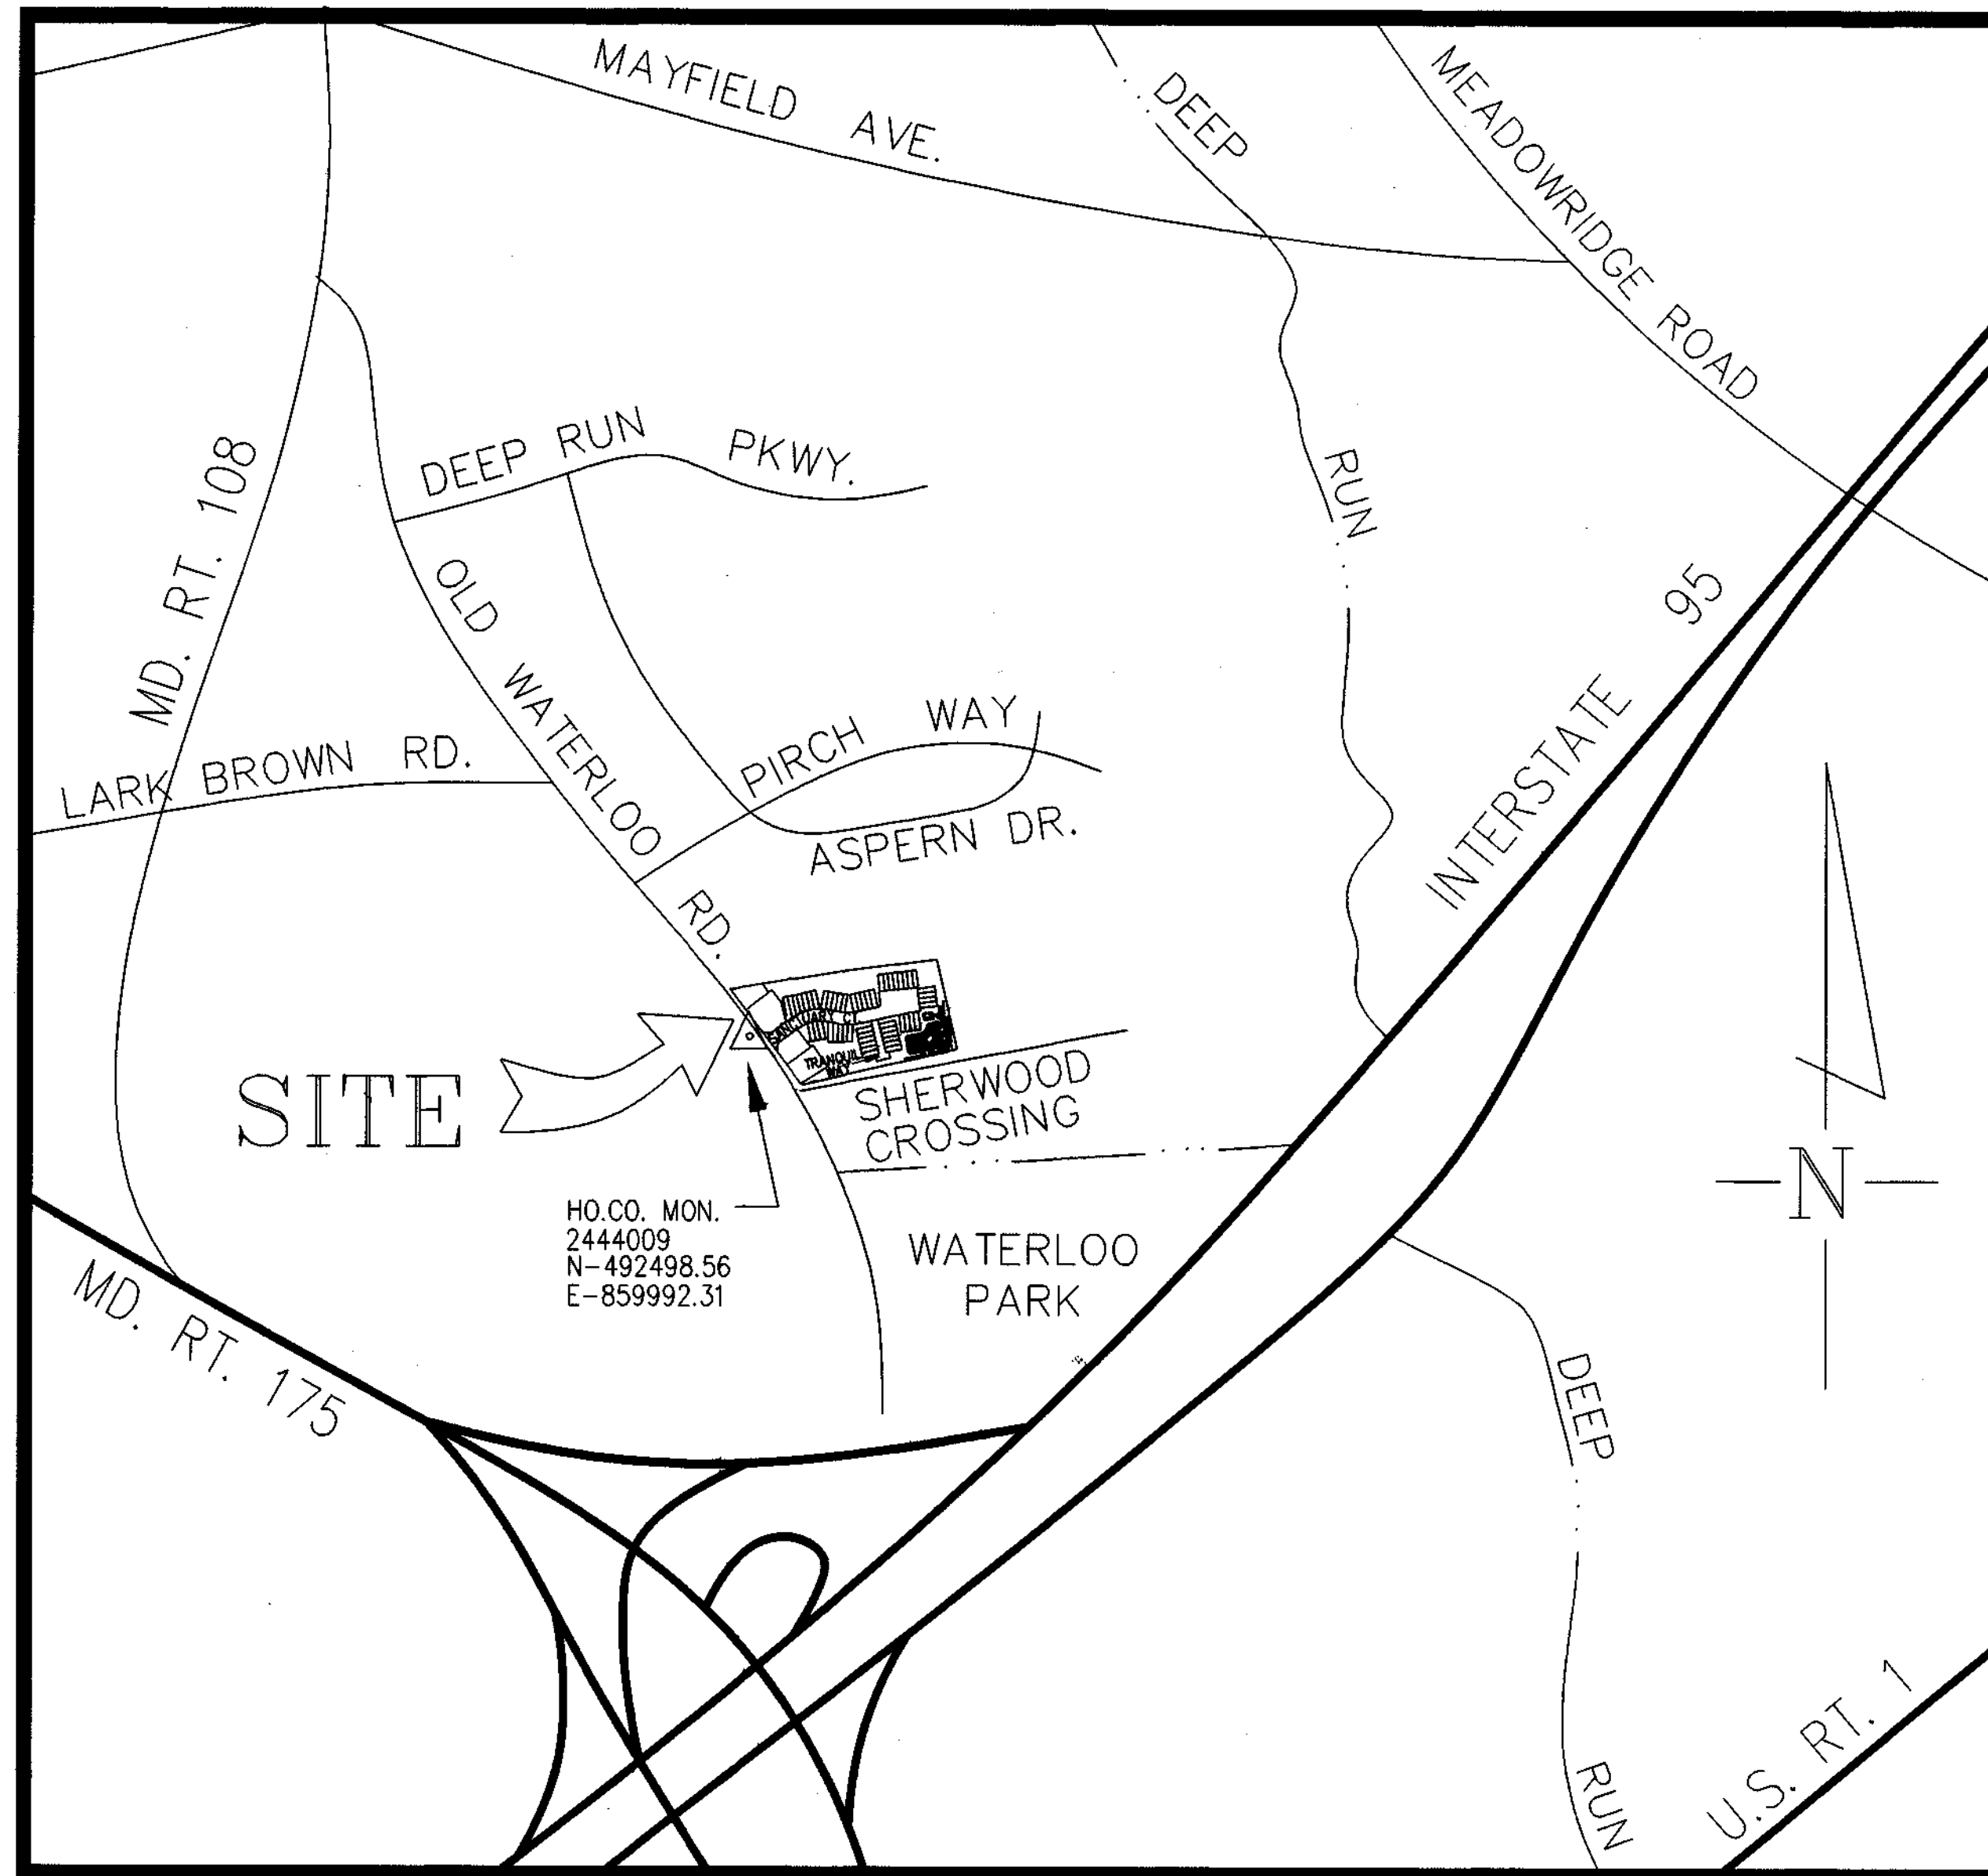 MAYFIELD AVE.
DEEP
RUN
MEADOWRIDGE ROAD
MD. RT. 108
DEEP RUN PKWY.
OLD WATERLOO RD.
INTERSTATE 95
PIRCH WAY
LARK BROWN RD.
ASPERN DR.
SANCTUARY CT
TRANQUIL
WAY
SITE
SHERWOOD
CROSSING
N
HO.CO. MON.
2444009
N-492498.56
E-859992.31
WATERLOO
PARK
MD. RT. 175
DEEP
RUN
U.S. RT. 1